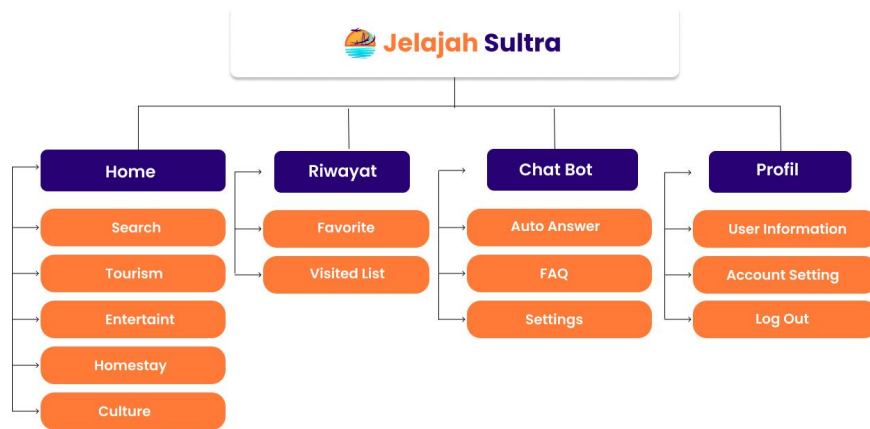 Jelajah Sultra
Home
Search
Tourism
Entertaint
Homestay
Culture
Riwayat
Favorite
Visited List
Chat Bot
Auto Answer
FAQ
Settings
Profil
User Information
Account Setting
Log Out